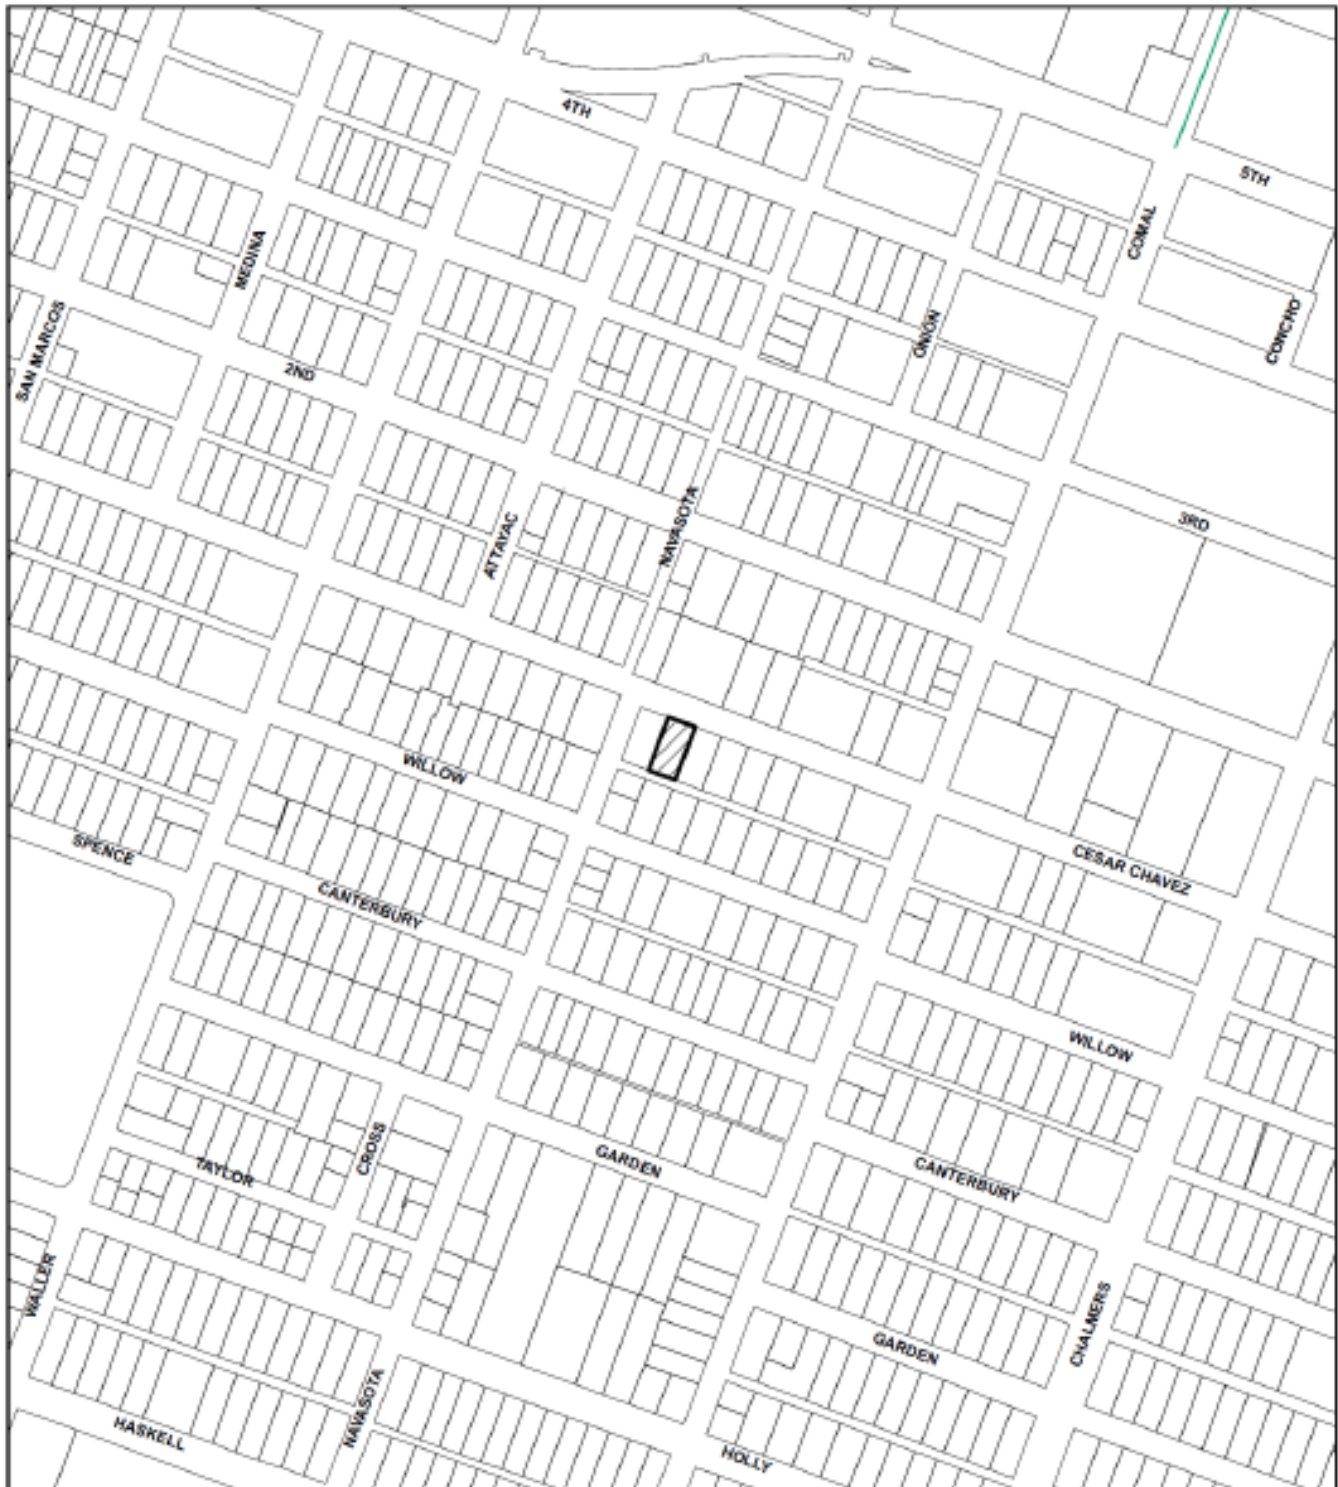 4TH
5TH
COMAL
MEDINA
CONCHO
ONION
SAN MARCOS
2ND
3RD
NAVASOTA
ATTAYAC
WILLOW
SPENCE
CESAR CHAVEZ
CANTERBURY
WILLOW
CROSS
GARDEN
TAYLOR
CANTERBURY
WALLER
CHALMERS
GARDEN
NAVASOTA
HASKELL
HOLLY